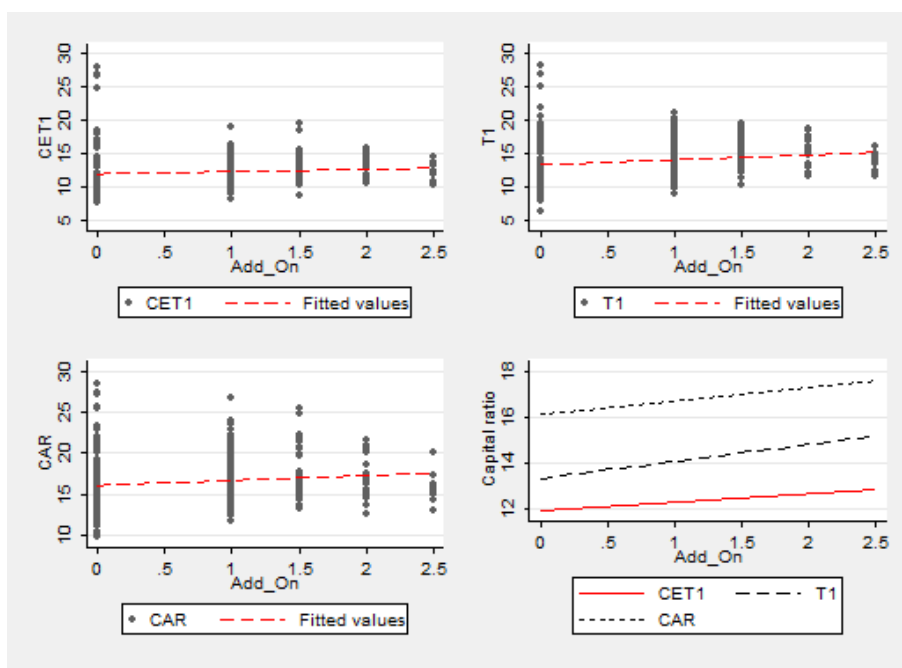 30
25
20
15
10
5
CET1
0 .5 1 1.5 2 2.5
Add_On
CET1 Fitted values
30
25
20
15
10
5
T1
0 .5 1 1.5 2 2.5
Add_On
T1 Fitted values
30
25
20
15
10
CAR
0 .5 1 1.5 2 2.5
Add_On
CAR Fitted values
18
16
14
12
Capital ratio
0 .5 1 1.5 2 2.5
Add_On
CET1 T1
CAR